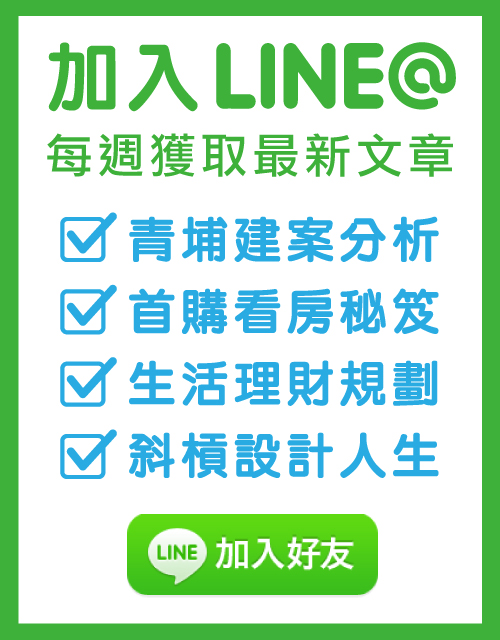 加入LINE@
每週獲取最新文章
青埔建案分析
首購看房秘笈
生活理財規劃
斜槓設計人生
LINE 加入好友